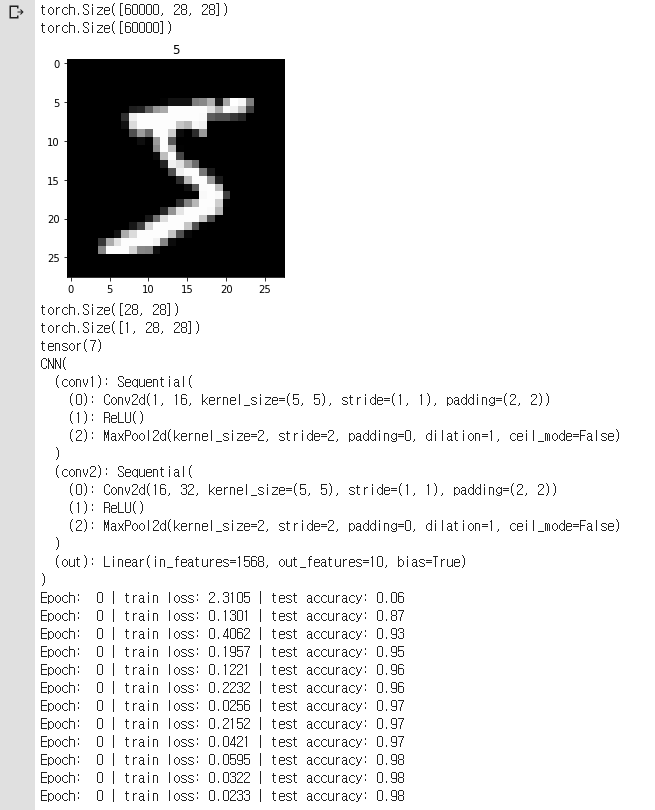 torch.Size([60000, 28, 28])
torch.Size([60000])
5
0
5
10
15
20
25
0 5 10 15 20 25
torch.Size([28, 28])
torch.Size([1, 28, 28])
tensor(7)
CNN(
  (conv1): Sequential(
    (0): Conv2d(1, 16, kernel_size=(5, 5), stride=(1, 1), padding=(2, 2))
    (1): ReLU()
    (2): MaxPool2d(kernel_size=2, stride=2, padding=0, dilation=1, ceil_mode=False)
  )
  (conv2): Sequential(
    (0): Conv2d(16, 32, kernel_size=(5, 5), stride=(1, 1), padding=(2, 2))
    (1): ReLU()
    (2): MaxPool2d(kernel_size=2, stride=2, padding=0, dilation=1, ceil_mode=False)
  )
  (out): Linear(in_features=1568, out_features=10, bias=True)
)
Epoch:  0 | train loss: 2.3105 | test accuracy: 0.06
Epoch:  0 | train loss: 0.1301 | test accuracy: 0.87
Epoch:  0 | train loss: 0.4062 | test accuracy: 0.93
Epoch:  0 | train loss: 0.1957 | test accuracy: 0.95
Epoch:  0 | train loss: 0.1221 | test accuracy: 0.96
Epoch:  0 | train loss: 0.2232 | test accuracy: 0.96
Epoch:  0 | train loss: 0.0256 | test accuracy: 0.97
Epoch:  0 | train loss: 0.2152 | test accuracy: 0.97
Epoch:  0 | train loss: 0.0421 | test accuracy: 0.97
Epoch:  0 | train loss: 0.0595 | test accuracy: 0.98
Epoch:  0 | train loss: 0.0322 | test accuracy: 0.98
Epoch:  0 | train loss: 0.0233 | test accuracy: 0.98